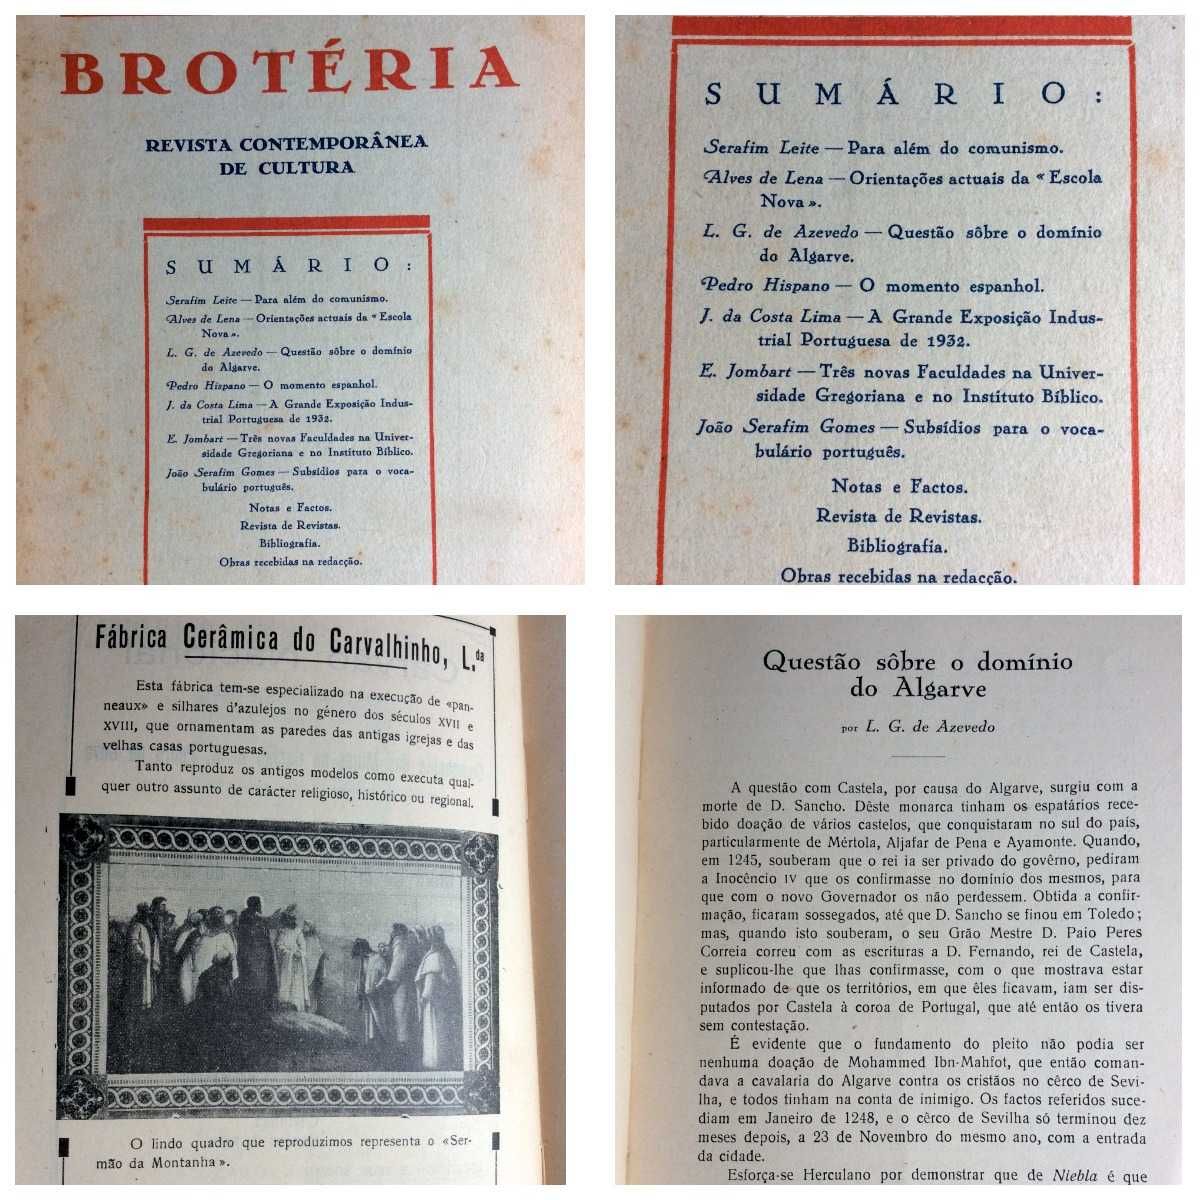 BROTÉRIA
REVISTA CONTEMPORÂNEA
DE CULTURA
SUMÁRIO:
Serafim Leite — Para além do comunismo.
Alves de Lena — Orientações actuais da « Escola
Nova ».
L. G. de Azevedo — Questão sôbre o domínio
do Algarve.
Pedro Hispano — O momento espanhol.
J. da Costa Lima — A Grande Exposição Indus-
trial Portuguesa de 1932.
E. Jombart — Três novas Faculdades na Univer-
sidade Gregoriana e no Instituto Bíblico.
João Serafim Gomes — Subsídios para o voca-
bulário português.
Notas e Factos.
Revista de Revistas.
Bibliografia.
Obras recebidas na redacção.
SUMÁRIO:
Serafim Leite — Para além do comunismo.
Alves de Lena — Orientações actuais da « Escola
Nova ».
L. G. de Azevedo — Questão sôbre o domínio
do Algarve.
Pedro Hispano — O momento espanhol.
J. da Costa Lima — A Grande Exposição Indus-
trial Portuguesa de 1932.
E. Jombart — Três novas Faculdades na Univer-
sidade Gregoriana e no Instituto Bíblico.
João Serafim Gomes — Subsídios para o voca-
bulário português.
Notas e Factos.
Revista de Revistas.
Bibliografia.
Obras recebidas na redacção.
Fábrica Cerâmica do Carvalhinho, L.da
Esta fábrica tem-se especializado na execução de «pan-
neaux» e silhares d'azulejos no género dos séculos XVII e
XVIII, que ornamentam as paredes das antigas igrejas e das
velhas casas portuguesas.
Tanto reproduz os antigos modelos como executa qual-
quer outro assunto de carácter religioso, histórico ou regional.
O lindo quadro que reproduzimos representa o «Ser-
mão da Montanha».
Questão sôbre o domínio
do Algarve
por L. G. de Azevedo
A questão com Castela, por causa do Algarve, surgiu com a
morte de D. Sancho. Dêste monarca tinham os espatários rece-
bido doação de vários castelos, que conquistaram no sul do país,
particularmente de Mértola, Aljafar de Pena e Ayamonte. Quando,
em 1245, souberam que o rei ia ser privado do govêrno, pediram
a Inocêncio IV que os confirmasse no domínio dos mesmos, para
que com o novo Governador os não perdessem. Obtida a confir-
mação, ficaram sossegados, até que D. Sancho se finou em Toledo;
mas, quando isto souberam, o seu Grão Mestre D. Paio Peres
Correia correu com as escrituras a D. Fernando, rei de Castela,
e suplicou-lhe que lhas confirmasse, com o que mostrava estar
informado de que os territórios, em que êles ficavam, iam ser dis-
putados por Castela à coroa de Portugal, que até então os tivera
sem contestação.
É evidente que o fundamento do pleito não podia ser
nenhuma doação de Mohammed Ibn-Mahfot, que então coman-
dava a cavalaria do Algarve contra os cristãos no cêrco de Sevi-
lha, e todos tinham na conta de inimigo. Os factos referidos suce-
diam em Janeiro de 1248, e o cêrco de Sevilha só terminou dez
meses depois, a 23 de Novembro do mesmo ano, com a entrada
da cidade.
Esforça-se Herculano por demonstrar que de Niebla é que